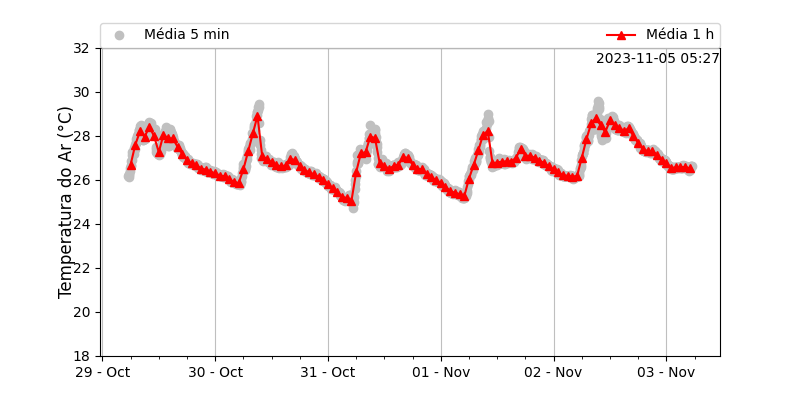 Média 5 min
Média 1 h
2023-11-05 05:27
Temperatura do Ar (°C)
32
30
28
26
24
22
20
18
29 - Oct
30 - Oct
31 - Oct
01 - Nov
02 - Nov
03 - Nov